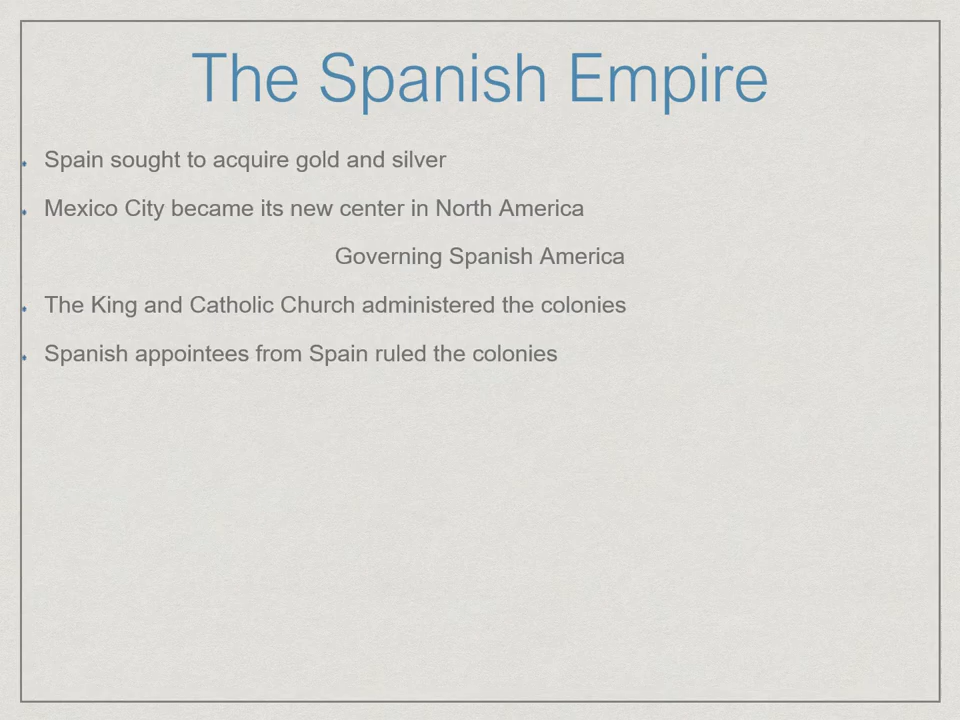 The Spanish Empire
Spain sought to acquire gold and silver
Mexico City became its new center in North America
Governing Spanish America
The King and Catholic Church administered the colonies
Spanish appointees from Spain ruled the colonies